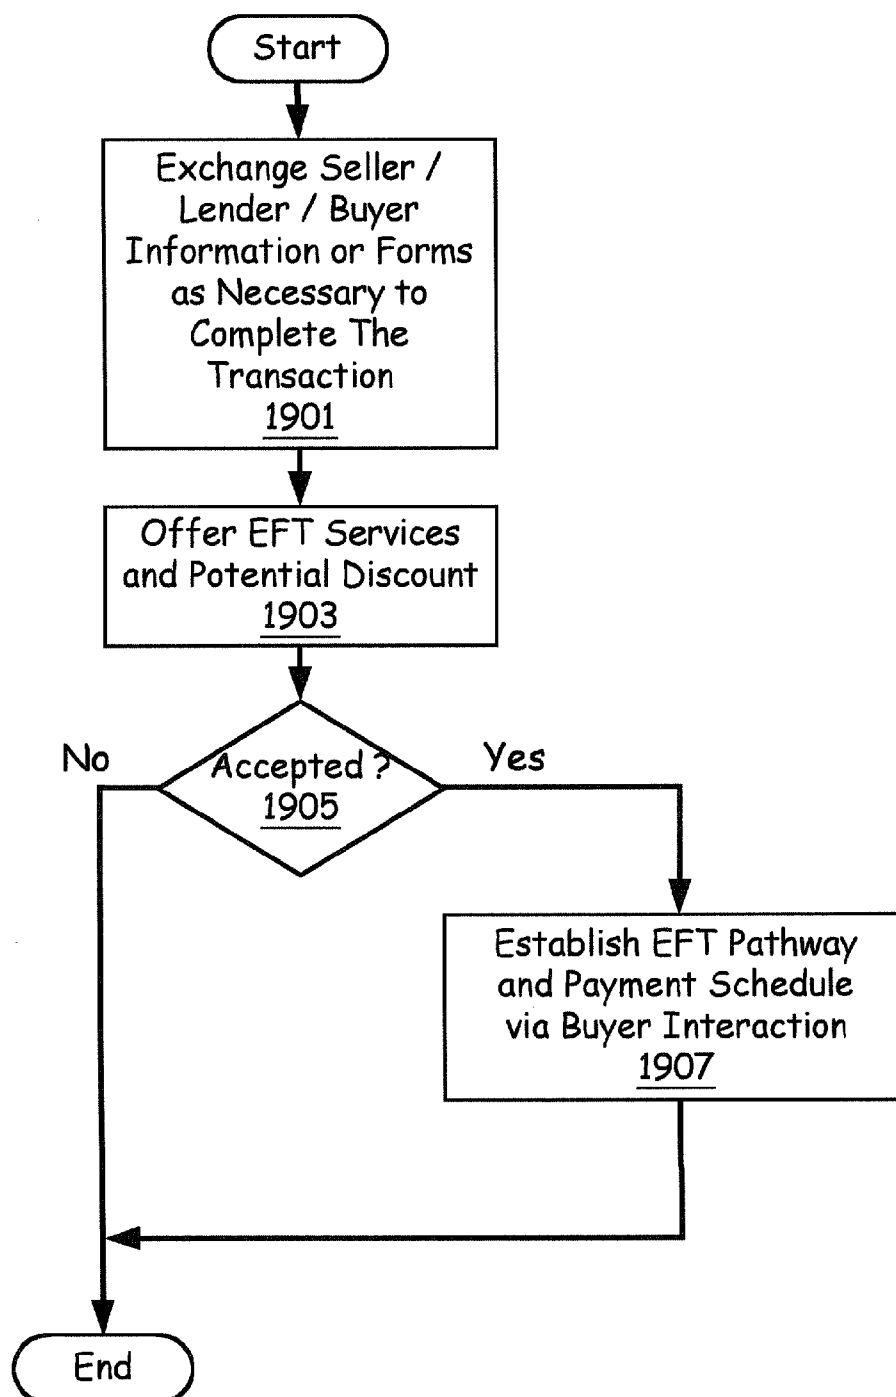 Start
Exchange Seller /
Lender / Buyer
Information or Forms
as Necessary to
Complete The
Transaction
1901
Offer EFT Services
and Potential Discount
1903
No
Accepted ?
Yes
1905
Establish EFT Pathway
and Payment Schedule
via Buyer Interaction
1907
End